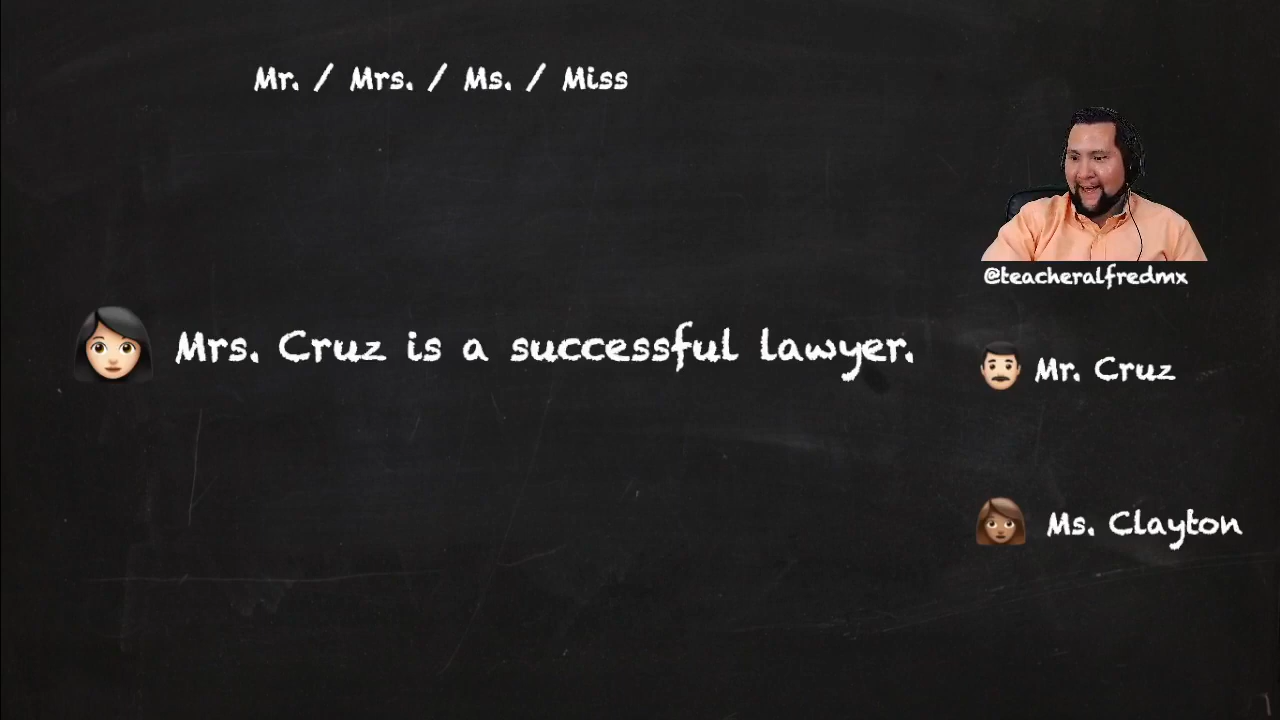 Mr. / Mrs. / Ms. / Miss
@teacheralfredmx
Mrs. Cruz is a successful lawyer.
Mr. Cruz
Ms. Clayton